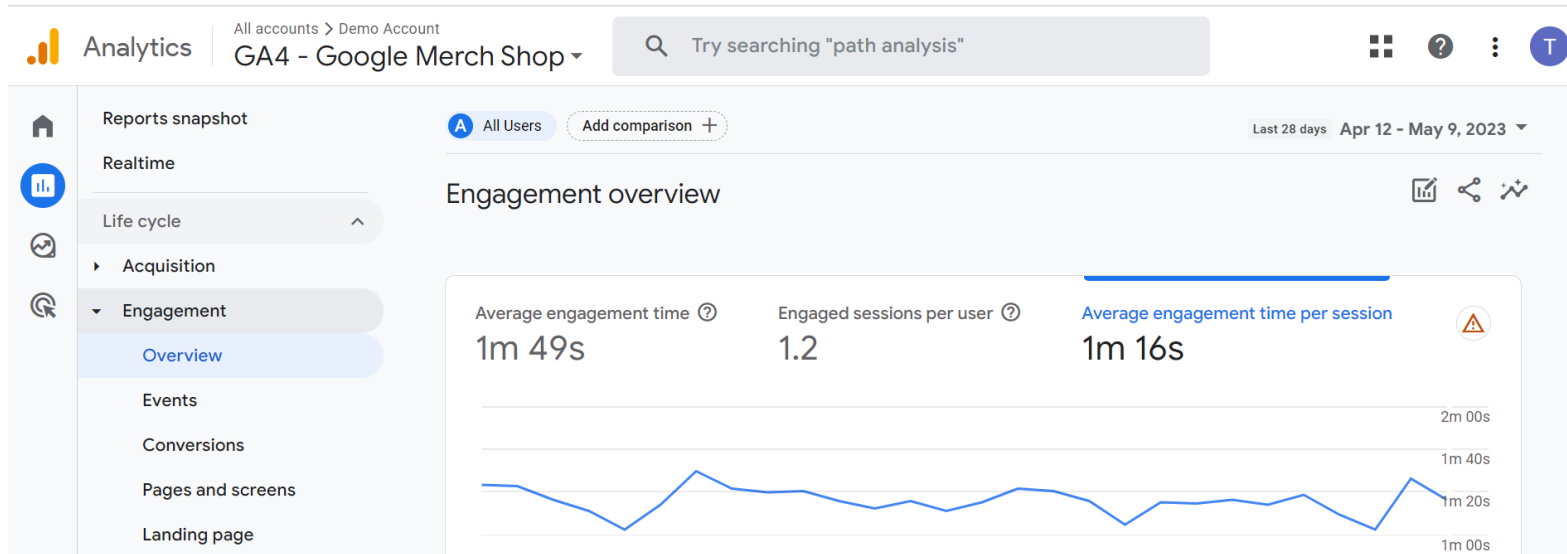 Analytics
All accounts > Demo Account
GA4 - Google Merch Shop
Try searching "path analysis"
T
Reports snapshot
Realtime
Life cycle
Acquisition
Engagement
Overview
Events
Conversions
Pages and screens
Landing page
A All Users
Add comparison +
Last 28 days Apr 12 - May 9, 2023
Engagement overview
Average engagement time
1m 49s
Engaged sessions per user
1.2
Average engagement time per session
1m 16s
2m 00s
1m 40s
1m 20s
1m 00s